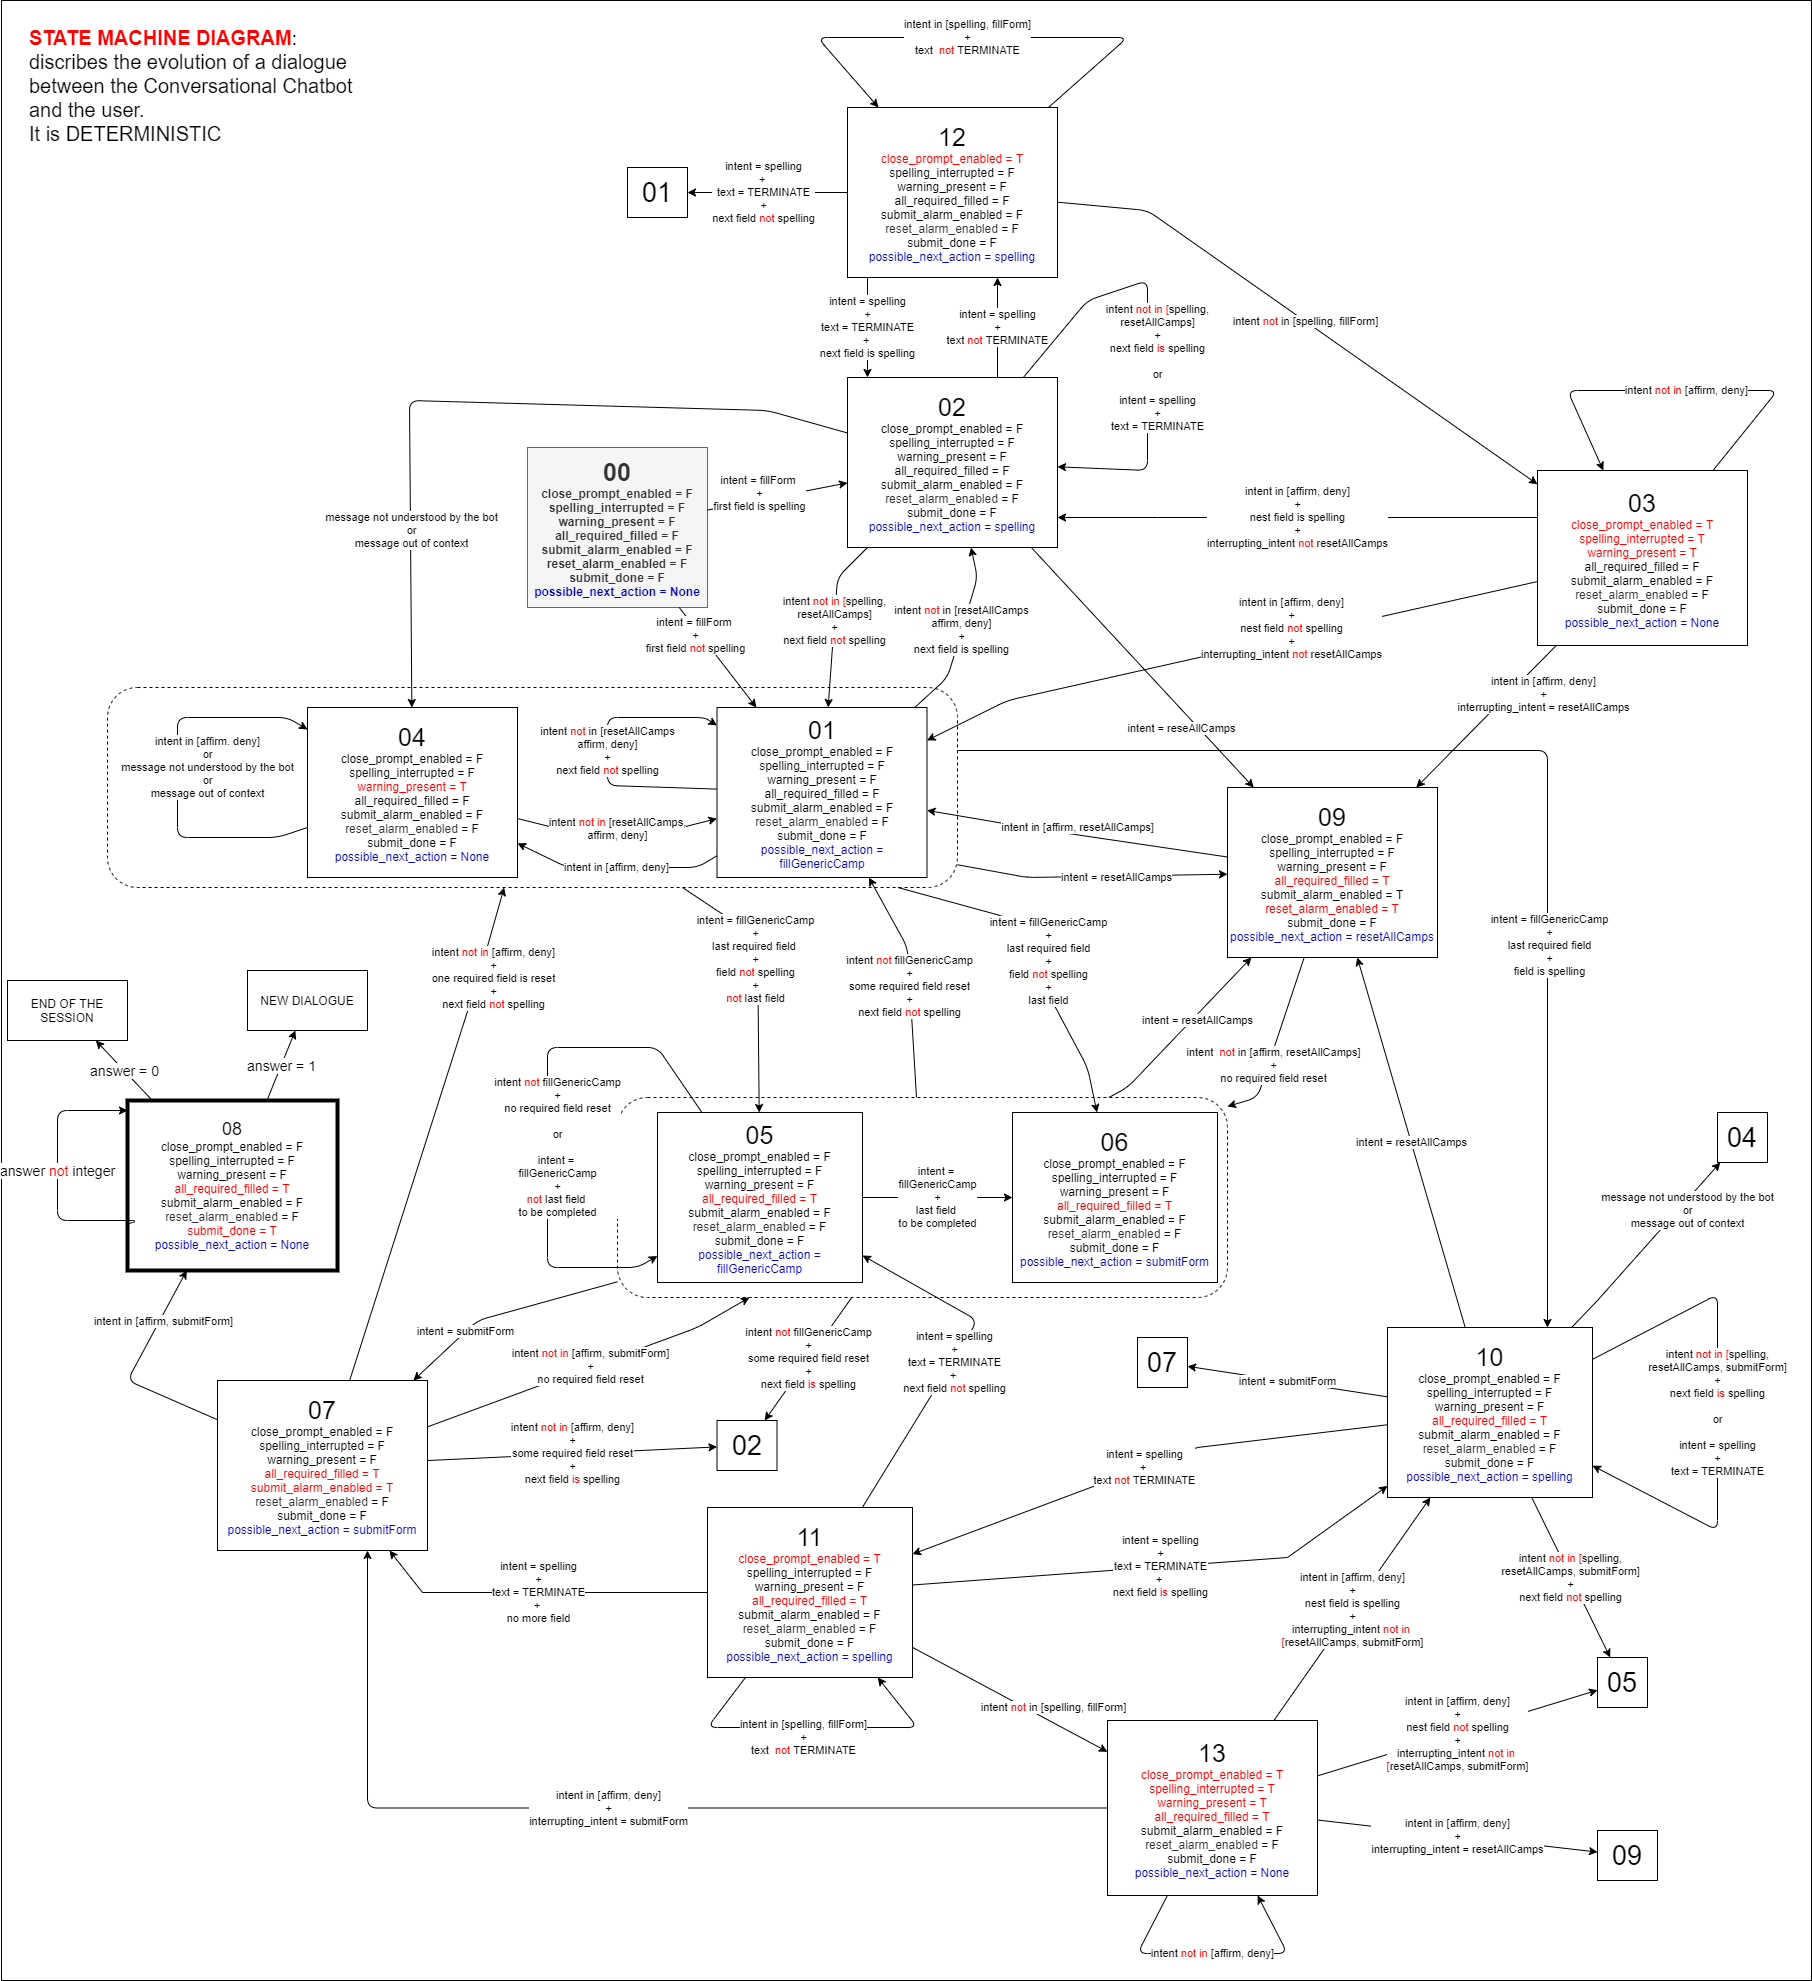 STATE MACHINE DIAGRAM:
discribes the evolution of a dialogue
between the Conversational Chatbot
and the user.
It is DETERMINISTIC
intent in [spelling, fillForm]
+
text not TERMINATE
12
close_prompt_enabled = T
spelling_interrupted = F
warning_present = F
all_required_filled = F
submit_alarm_enabled = F
reset_alarm_enabled = F
submit_done = F
possible_next_action = spelling
01
intent = spelling
+
text = TERMINATE
+
next field not spelling
intent = spelling
+
text = TERMINATE
+
next field is spelling
intent = spelling
+
text not TERMINATE
intent not in [spelling,
resetAllCamps]
+
next field is spelling
or
intent = spelling
+
text = TERMINATE
intent not in [spelling, fillForm]
02
close_prompt_enabled = F
spelling_interrupted = F
warning_present = F
all_required_filled = F
submit_alarm_enabled = F
reset_alarm_enabled = F
submit_done = F
possible_next_action = spelling
00
close_prompt_enabled = F
spelling_interrupted = F
warning_present = F
all_required_filled = F
submit_alarm_enabled = F
reset_alarm_enabled = F
submit_done = F
possible_next_action = None
intent = fillForm
+
first field is spelling
message not understood by the bot
or
message out of context
intent not in [affirm, deny]
03
close_prompt_enabled = T
spelling_interrupted = T
warning_present = T
all_required_filled = F
submit_alarm_enabled = F
reset_alarm_enabled = F
submit_done = F
possible_next_action = None
intent in [affirm, deny]
+
nest field is spelling
+
interrupting_intent not resetAllCamps
intent in [affirm, deny]
+
nest field not spelling
+
interrupting_intent not resetAllCamps
intent in [affirm, deny]
+
interrupting_intent = resetAllCamps
intent = fillForm
+
first field not spelling
intent not in [spelling,
resetAllCamps]
+
next field not spelling
intent not in [resetAllCamps
affirm, deny]
+
next field is spelling
intent = reseAllCamps
04
close_prompt_enabled = F
spelling_interrupted = F
warning_present = T
all_required_filled = F
submit_alarm_enabled = F
reset_alarm_enabled = F
submit_done = F
possible_next_action = None
intent in [affirm. deny]
or
message not understood by the bot
or
message out of context
intent not in [resetAllCamps
affirm, deny]
+
next field not spelling
01
close_prompt_enabled = F
spelling_interrupted = F
warning_present = F
all_required_filled = F
submit_alarm_enabled = F
reset_alarm_enabled = F
submit_done = F
possible_next_action =
fillGenericCamp
intent not in [resetAllCamps,
affirm, deny]
intent in [affirm, deny]
intent in [affirm, resetAllCamps]
intent = resetAllCamps
09
close_prompt_enabled = F
spelling_interrupted = F
warning_present = F
all_required_filled = T
submit_alarm_enabled = T
reset_alarm_enabled = T
submit_done = F
possible_next_action = resetAllCamps
intent = fillGenericCamp
+
last required field
+
field is spelling
intent = fillGenericCamp
+
last required field
+
field not spelling
+
not last field
intent not fillGenericCamp
+
some required field reset
+
next field not spelling
intent = fillGenericCamp
+
last required field
+
field not spelling
+
last field
intent = resetAllCamps
intent not in [affirm, resetAllCamps]
+
no required field reset
intent not in [affirm, deny]
+
one required field is reset
+
next field not spelling
END OF THE
SESSION
NEW DIALOGUE
answer = 0
answer = 1
answer not integer
08
close_prompt_enabled = F
spelling_interrupted = F
warning_present = F
all_required_filled = T
submit_alarm_enabled = F
reset_alarm_enabled = F
submit_done = T
possible_next_action = None
intent not fillGenericCamp
+
no required field reset
or
intent =
fillGenericCamp
+
not last field
to be completed
05
close_prompt_enabled = F
spelling_interrupted = F
warning_present = F
all_required_filled = T
submit_alarm_enabled = F
reset_alarm_enabled = F
submit_done = F
possible_next_action =
fillGenericCamp
intent =
fillGenericCamp
+
last field
to be completed
06
close_prompt_enabled = F
spelling_interrupted = F
warning_present = F
all_required_filled = T
submit_alarm_enabled = F
reset_alarm_enabled = F
submit_done = F
possible_next_action = submitForm
intent = resetAllCamps
04
message not understood by the bot
or
message out of context
intent in [affirm, submitForm]
intent = submitForm
intent not in [affirm, submitForm]
+
no required field reset
intent not fillGenericCamp
+
some required field reset
+
next field is spelling
intent = spelling
+
text = TERMINATE
+
next field not spelling
07
intent = submitForm
10
close_prompt_enabled = F
spelling_interrupted = F
warning_present = F
all_required_filled = T
submit_alarm_enabled = F
reset_alarm_enabled = F
submit_done = F
possible_next_action = spelling
intent not in [spelling,
resetAllCamps, submitForm]
+
next field is spelling
or
intent = spelling
+
text = TERMINATE
07
close_prompt_enabled = F
spelling_interrupted = F
warning_present = F
all_required_filled = T
submit_alarm_enabled = T
reset_alarm_enabled = F
submit_done = F
possible_next_action = submitForm
intent not in [affirm, deny]
+
some required field reset
+
next field is spelling
02
intent = spelling
+
text not TERMINATE
intent = spelling
+
text = TERMINATE
+
next field is spelling
intent = spelling
+
text = TERMINATE
+
no more field
11
close_prompt_enabled = T
spelling_interrupted = F
warning_present = F
all_required_filled = T
submit_alarm_enabled = F
reset_alarm_enabled = F
submit_done = F
possible_next_action = spelling
intent in [affirm, deny]
+
nest field is spelling
+
interrupting_intent not in
[resetAllCamps, submitForm]
intent not in [spelling,
resetAllCamps, submitForm]
+
next field not spelling
05
intent in [spelling, fillForm]
+
text not TERMINATE
intent not in [spelling, fillForm]
intent in [affirm, deny]
+
nest field not spelling
+
interrupting_intent not in
[resetAllCamps, submitForm]
13
close_prompt_enabled = T
spelling_interrupted = T
warning_present = T
all_required_filled = T
submit_alarm_enabled = F
reset_alarm_enabled = F
submit_done = F
possible_next_action = None
intent in [affirm, deny]
+
interrupting_intent = submitForm
intent in [affirm, deny]
+
interrupting_intent = resetAllCamps
09
intent not in [affirm, deny]